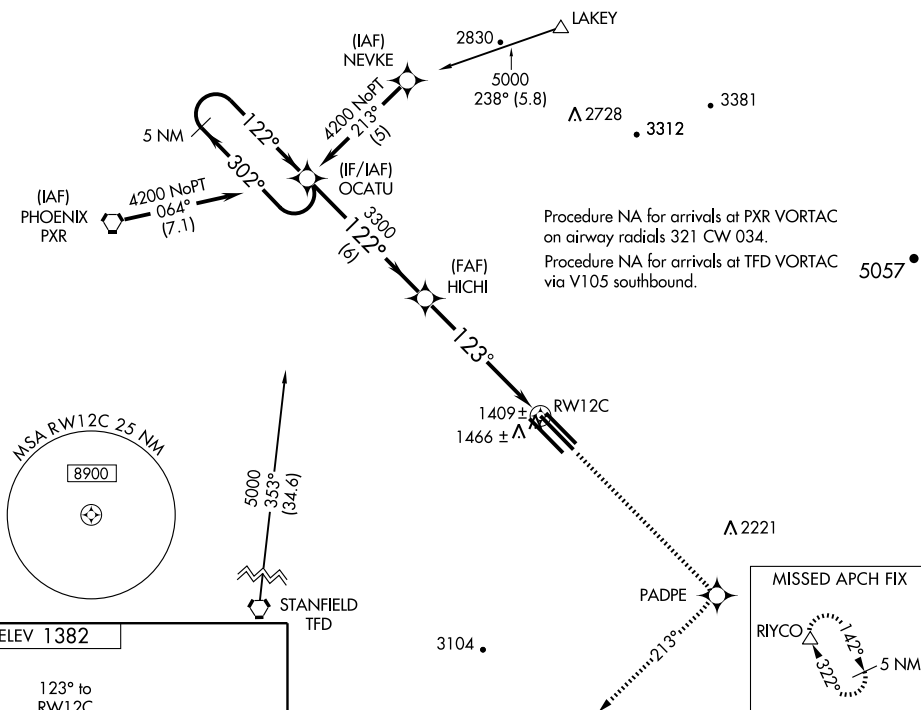 LAKEY
2830
(IAF)
NEVKE
5000
238° (5.8)
4200 NoPT
213°
(5)
2728
3381
3312
5 NM
122°
302°
(IF/IAF)
OCATU
(IAF)
PHOENIX
PXR
4200 NoPT
064°
(7.1)
3300
122°
(6)
Procedure NA for arrivals at PXR VORTAC
on airway radials 321 CW 034.
Procedure NA for arrivals at TFD VORTAC
via V105 southbound.
5057
(FAF)
HICHI
123°
RW12C
1409 ±
1466 ±
MSA RW12C 25 NM
8900
5000
353°
(34.6)
2221
STANFIELD
TFD
PADPE
213°
3104
MISSED APCH FIX
RIYCO
142°
322°
5 NM
ELEV 1382
123° to
RW12C